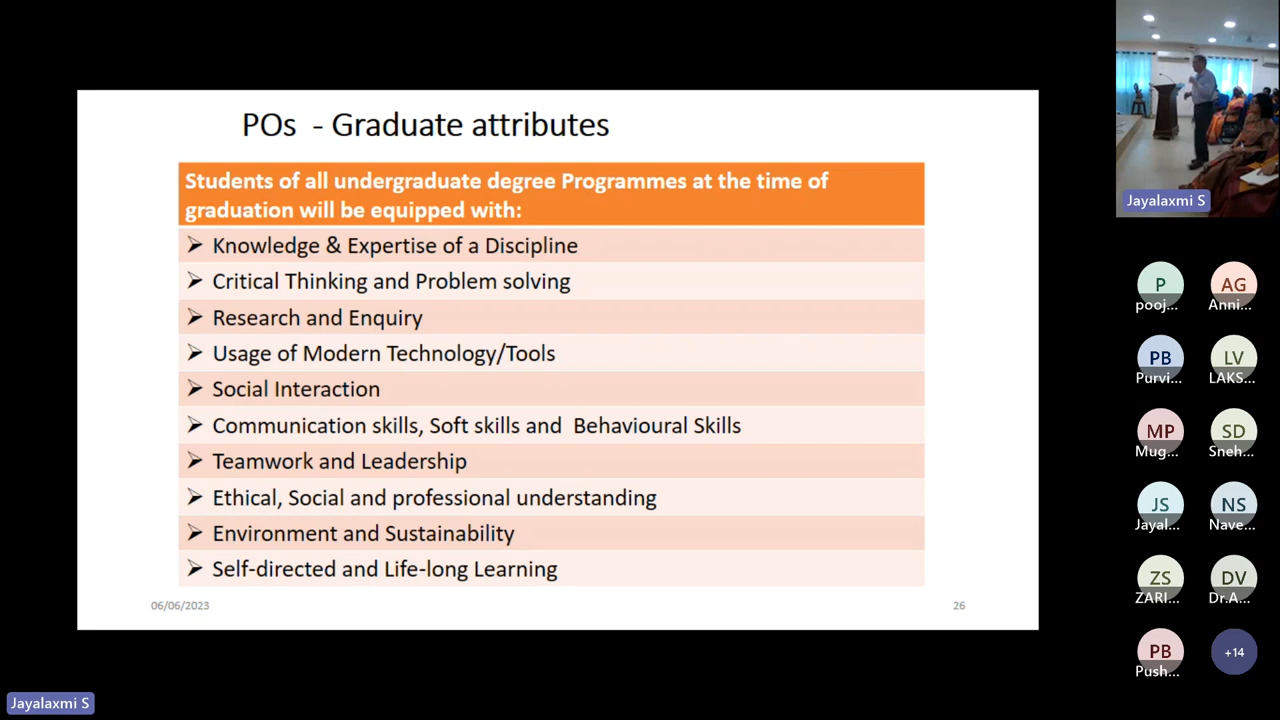 POs - Graduate attributes
Students of all undergraduate degree Programmes at the time of
graduation will be equipped with:
➢ Knowledge & Expertise of a Discipline
➢ Critical Thinking and Problem solving
➢ Research and Enquiry
➢ Usage of Modern Technology/Tools
➢ Social Interaction
➢ Communication skills, Soft skills and Behavioural Skills
➢ Teamwork and Leadership
➢ Ethical, Social and professional understanding
➢ Environment and Sustainability
➢ Self-directed and Life-long Learning
06/06/2023
26
Jayalaxmi S
P
pooj...
AG
Anni...
PB
Purvi...
LV
LAKS...
MP
Mug...
SD
Sneh...
JS
Jayal...
NS
Nave...
ZS
ZARI...
DV
Dr.A...
PB
Push...
+14
Jayalaxmi S